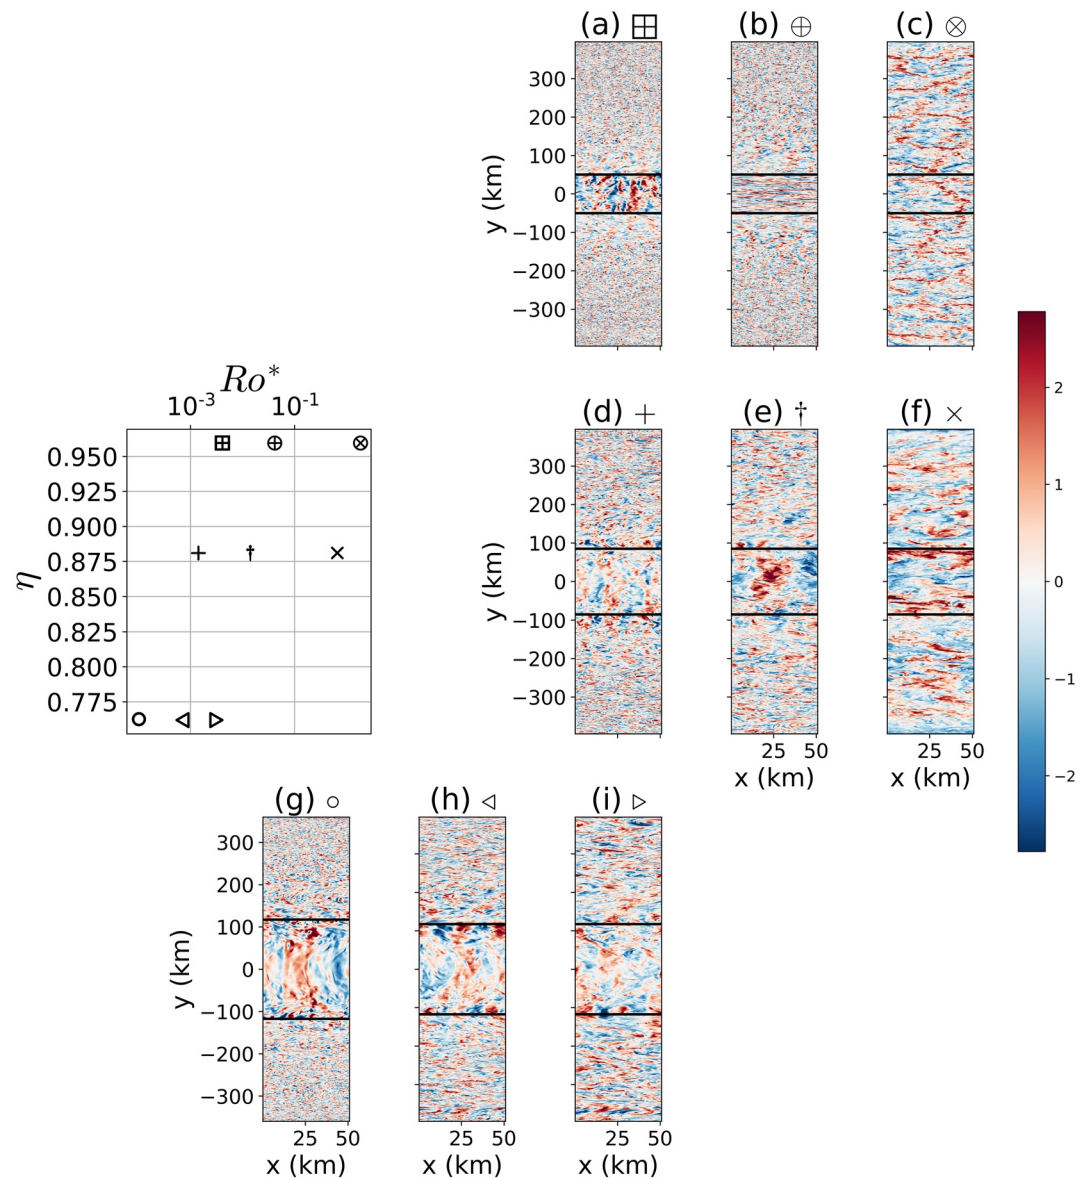 (a) ⊞ (b) ⊕ (c) ⊗
y (km)
300
200
100
0
−100
−200
−300
Ro*
10-3 10-1
η
0.950
0.925
0.900
0.875
0.850
0.825
0.800
0.775
(d) + (e) † (f) ×
y (km)
300
200
100
0
−100
−200
−300
25 50 25 50
x (km) x (km)
2
1
0
−1
−2
(g) ○ (h) ◁ (i) ▷
y (km)
300
200
100
0
−100
−200
−300
25 50 25 50 25 50
x (km) x (km) x (km)